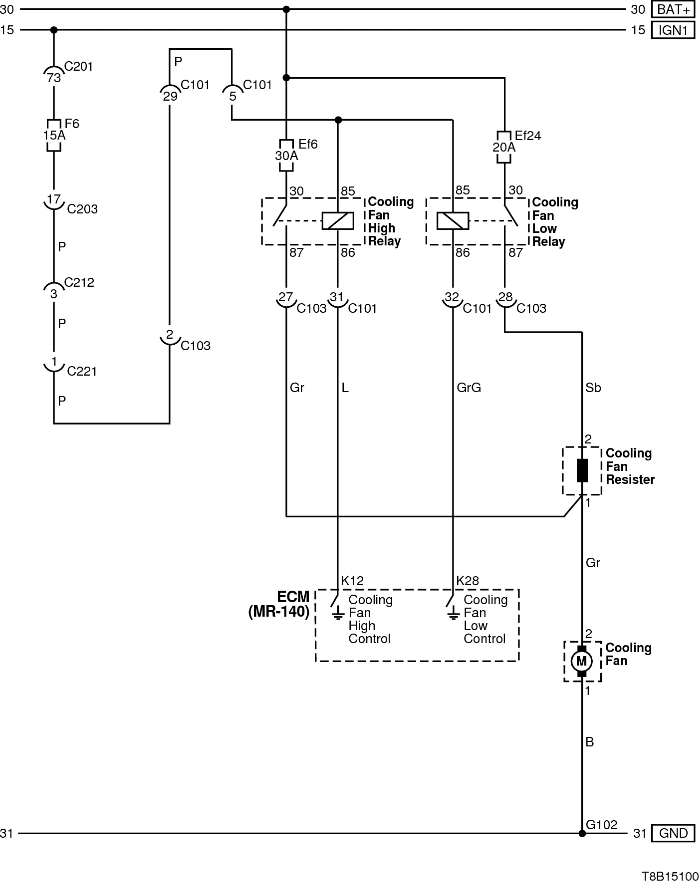 30 30 BAT+
15 15 IGN1
C201
73
F6
15A
17
C203
P
C212
3
P
1
C221
P
P
C101
29
C101
5
2
C103
Ef6
30A
Ef24
20A
30 85
Cooling
Fan
High
Relay
87 86
85 30
Cooling
Fan
Low
Relay
86 87
27
C103
31
C101
32
C101
28
C103
Gr
L
GrG
Sb
2
Cooling
Fan
Resister
1
Gr
K12
K28
ECM
(MR-140)
Cooling
Fan
High
Control
Cooling
Fan
Low
Control
2
Cooling
Fan
M
1
B
G102
31 31 GND
T8B15100